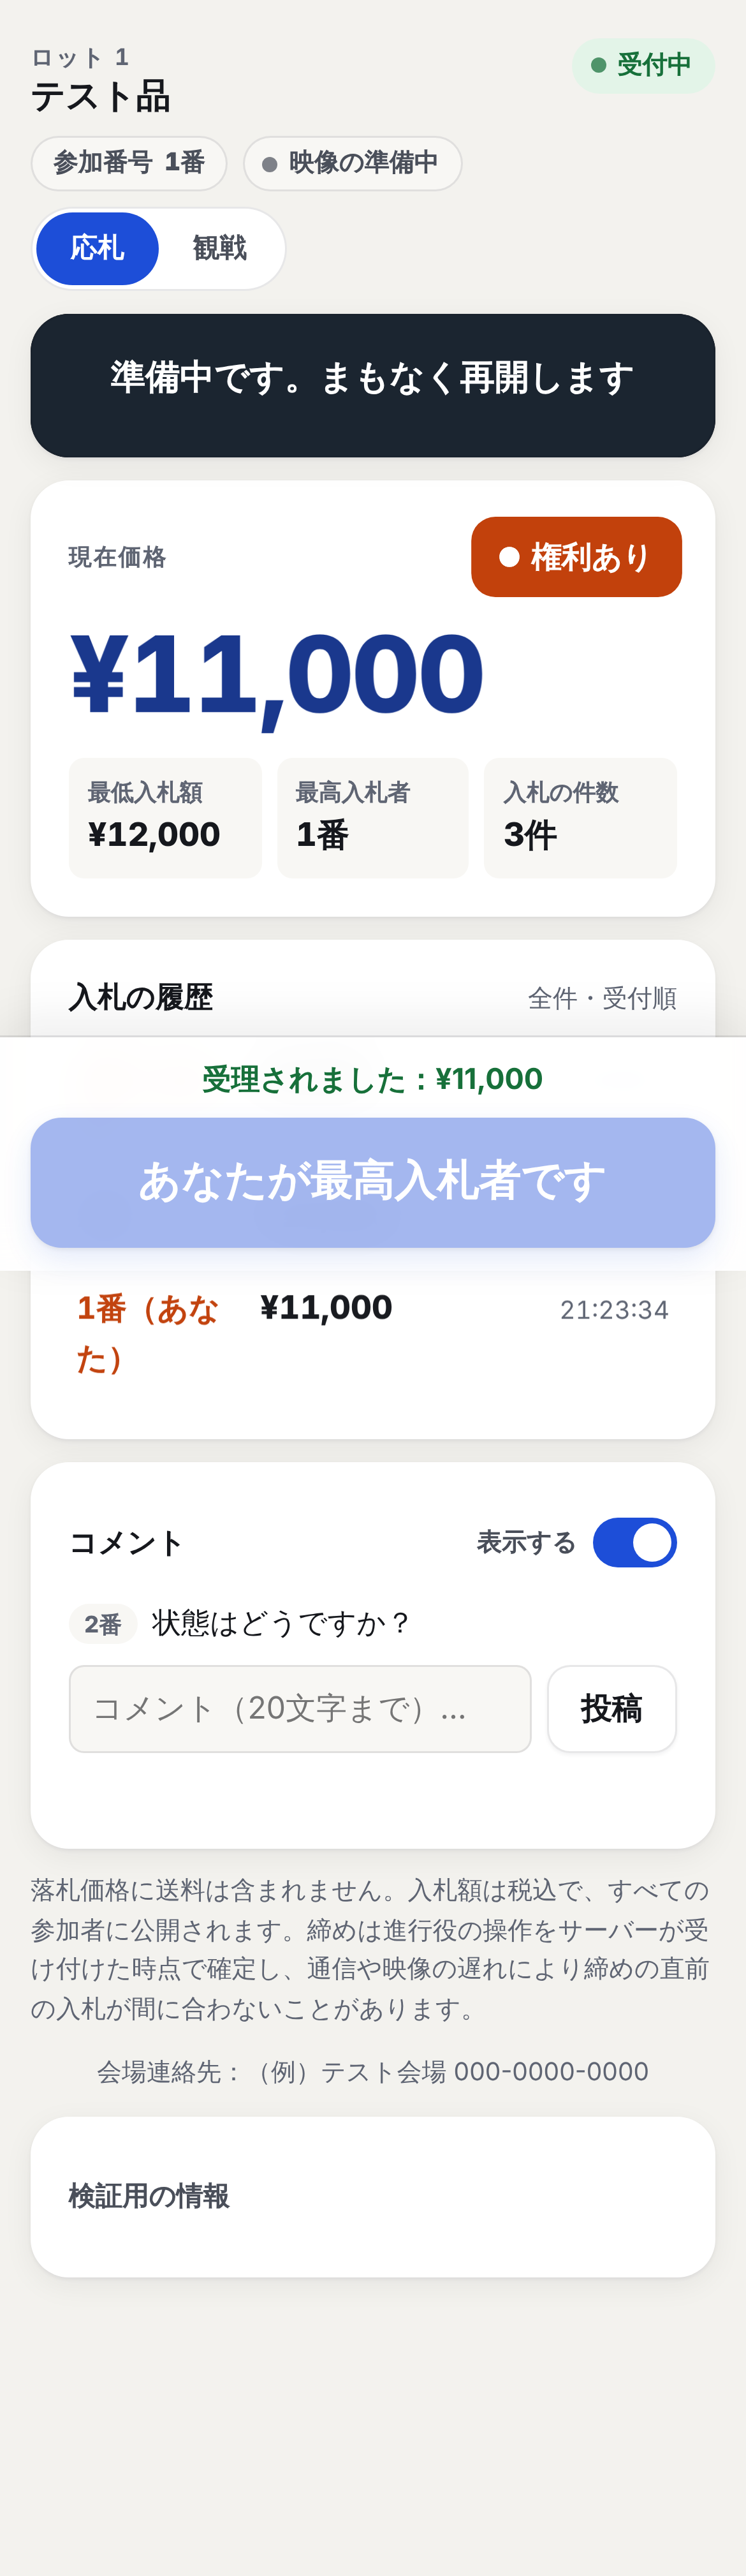 ロット 1
テスト品
受付中
参加番号 1番
映像の準備中
応札
観戦
準備中です。まもなく再開します
現在価格
権利あり
¥11,000
最低入札額
¥12,000
最高入札者
1番
入札の件数
3件
入札の履歴
全件・受付順
受理されました：¥11,000
あなたが最高入札者です
1番（あな
た）
¥11,000
21:23:34
コメント
表示する
2番 状態はどうですか？
コメント（20文字まで）…
投稿
落札価格に送料は含まれません。入札額は税込で、すべての
参加者に公開されます。締めは進行役の操作をサーバーが受
け付けた時点で確定し、通信や映像の遅れにより締めの直前
の入札が間に合わないことがあります。
会場連絡先：（例）テスト会場 000-0000-0000
検証用の情報